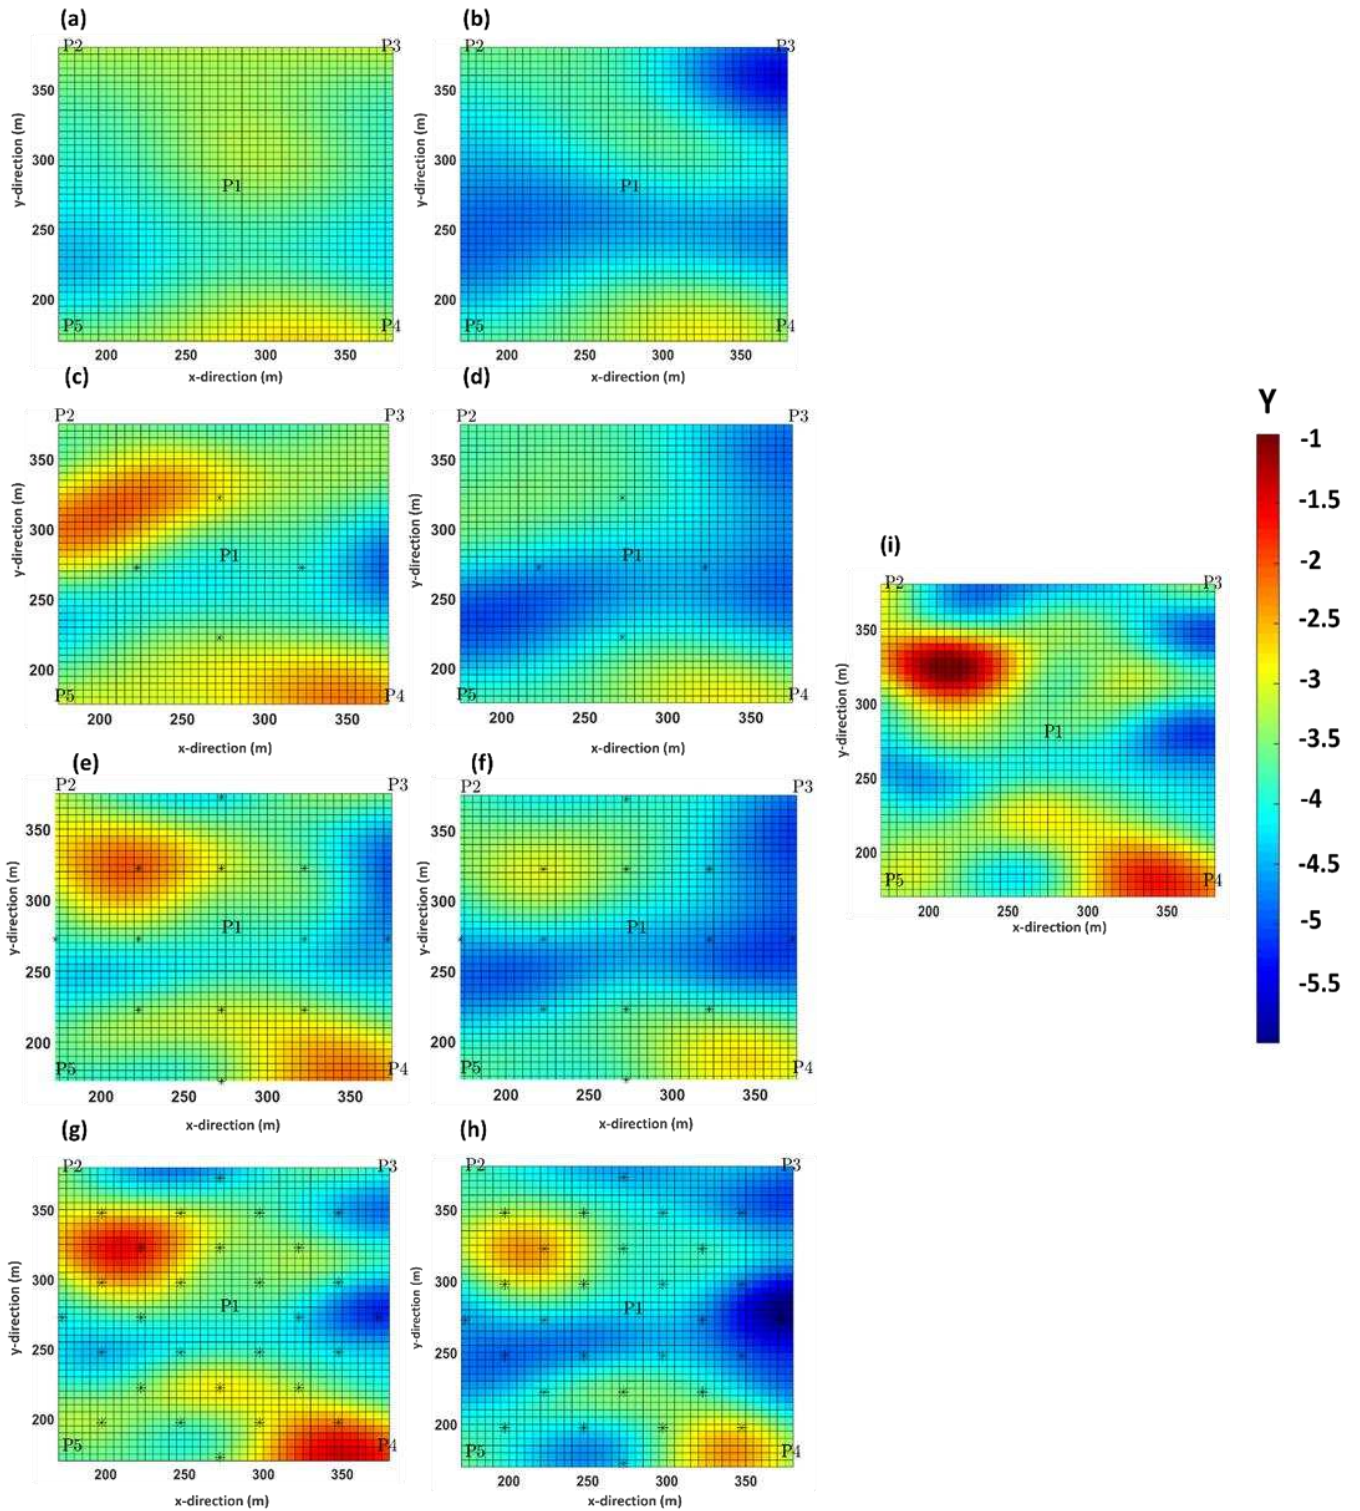 (a)
P2 P3
350
300
250
200
y-direction (m)
P1
P5 P4
200 250 300 350
x-direction (m)
(b)
P2 P3
350
300
250
200
y-direction (m)
P1
P5 P4
200 250 300 350
x-direction (m)
(c)
P2 P3
350
300
250
200
y-direction (m)
P1
P5 P4
200 250 300 350
x-direction (m)
(d)
P2 P3
350
300
250
200
y-direction (m)
P1
P5 P4
200 250 300 350
x-direction (m)
(e)
P2 P3
350
300
250
200
y-direction (m)
P1
P5 P4
200 250 300 350
x-direction (m)
(f)
P2 P3
350
300
250
200
y-direction (m)
P1
P5 P4
200 250 300 350
x-direction (m)
(g)
P2 P3
350
300
250
200
y-direction (m)
P1
P5 P4
200 250 300 350
x-direction (m)
(h)
P2 P3
350
300
250
200
y-direction (m)
P1
P5 P4
200 250 300 350
x-direction (m)
(i)
P2 P3
350
300
250
200
y-direction (m)
P1
P5 P4
200 250 300 350
x-direction (m)
Y
-1
-1.5
-2
-2.5
-3
-3.5
-4
-4.5
-5
-5.5